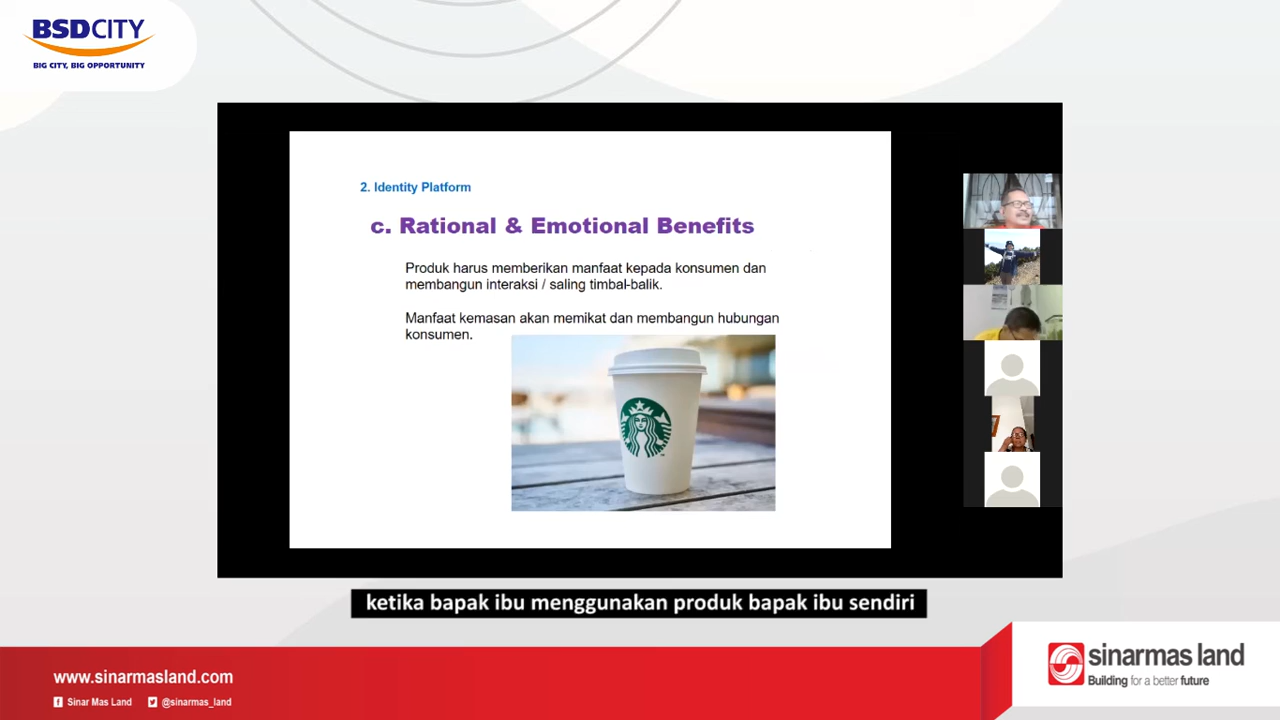 BSDCITY
BIG CITY, BIG OPPORTUNITY
2. Identity Platform
c. Rational & Emotional Benefits
Produk harus memberikan manfaat kepada konsumen dan
membangun interaksi / saling timbal-balik.
Manfaat kemasan akan memikat dan membangun hubungan
konsumen.
ketika bapak ibu menggunakan produk bapak ibu sendiri
www.sinarmasland.com
Sinar Mas Land
@sinarmas_land
sinarmas land
Building for a better future